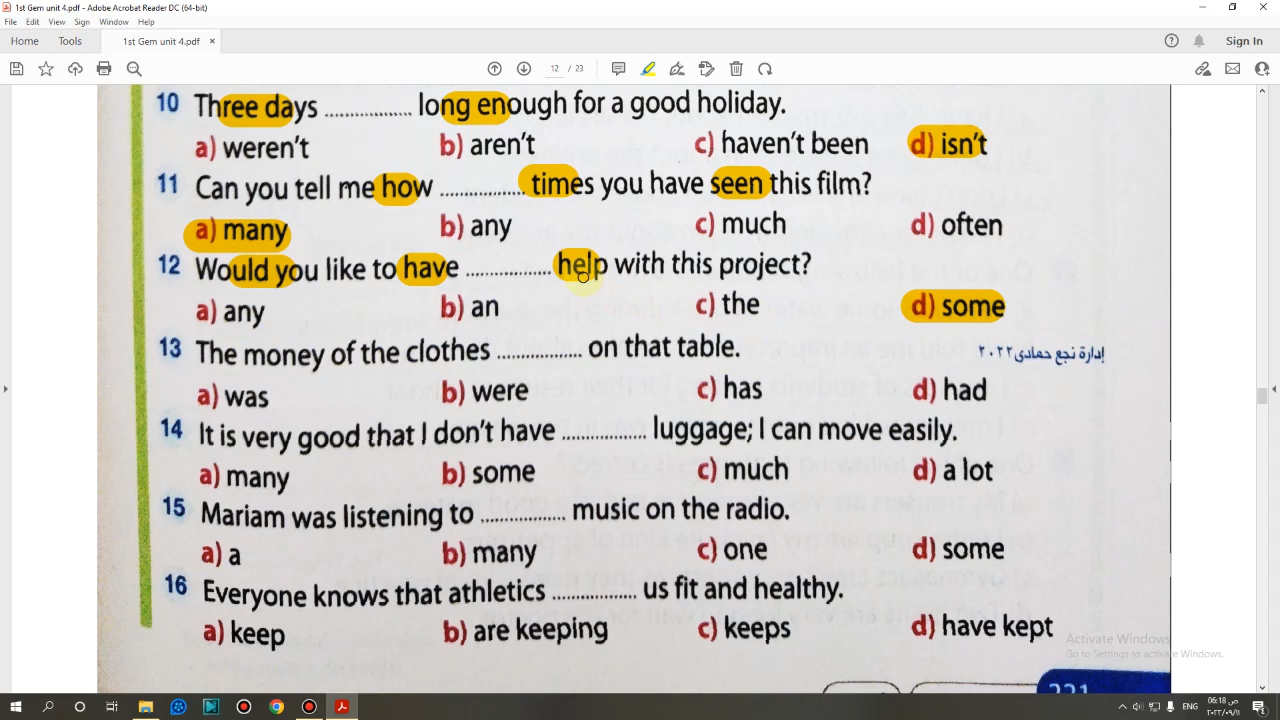 1st Gem unit 4.pdf - Adobe Acrobat Reader DC (64-bit)
File Edit View Sign Window Help
Home Tools 1st Gem unit 4.pdf × Sign In
12 / 23
10 Three days .............. long enough for a good holiday.
a) weren't b) aren't c) haven't been d) isn't
11 Can you tell me how .............. times you have seen this film?
a) many b) any c) much d) often
12 Would you like to have .............. help with this project?
a) any b) an c) the d) some
13 The money of the clothes .............. on that table. إدارة نجع حمادى ٢٠٢٢
a) was b) were c) has d) had
14 It is very good that I don't have .............. luggage; I can move easily.
a) many b) some c) much d) a lot
15 Mariam was listening to .............. music on the radio.
a) a b) many c) one d) some
16 Everyone knows that athletics .............. us fit and healthy.
a) keep b) are keeping c) keeps d) have kept
Activate Windows
Go to Settings to activate Windows.
221
ENG 06:18 ص
٢٠٢٢/٠٩/١١